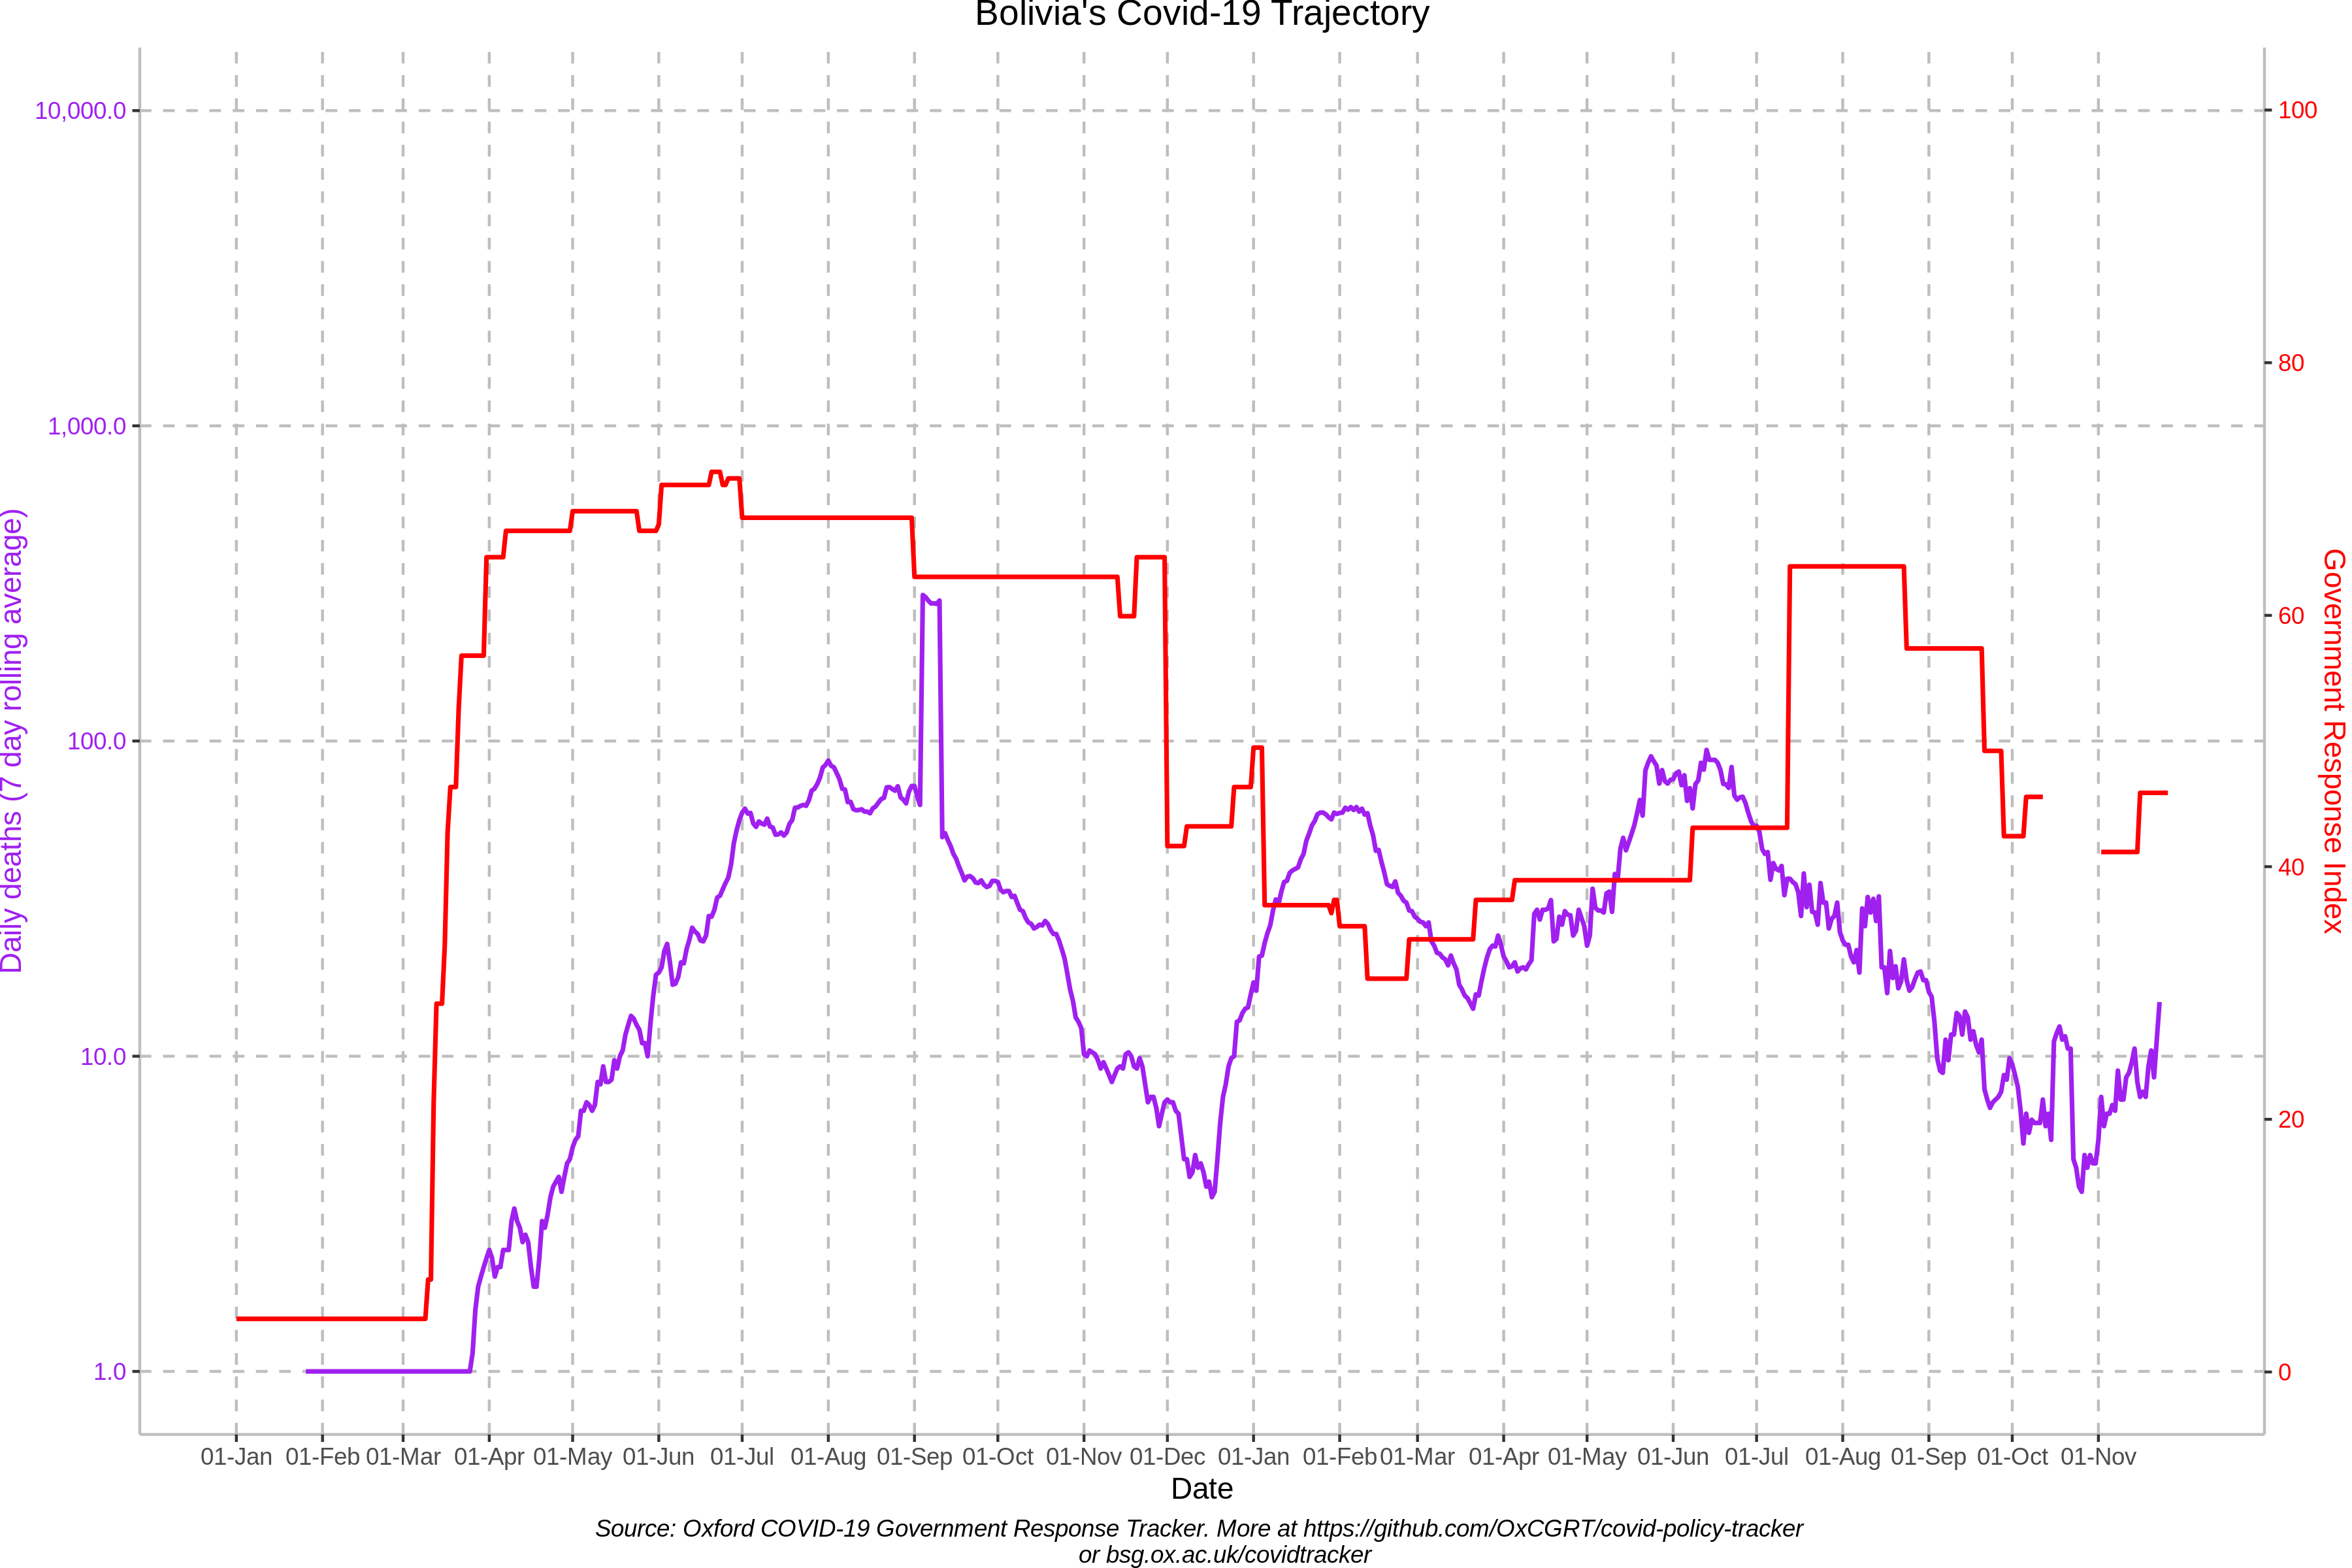 Bolivia's Covid-19 Trajectory
10,000.0
1,000.0
100.0
10.0
1.0
Daily deaths (7 day rolling average)
100
80
60
40
20
0
Government Response Index
01-Jan 01-Feb 01-Mar 01-Apr 01-May 01-Jun 01-Jul 01-Aug 01-Sep 01-Oct 01-Nov 01-Dec 01-Jan 01-Feb 01-Mar 01-Apr 01-May 01-Jun 01-Jul 01-Aug 01-Sep 01-Oct 01-Nov
Date
Source: Oxford COVID-19 Government Response Tracker. More at https://github.com/OxCGRT/covid-policy-tracker
or bsg.ox.ac.uk/covidtracker